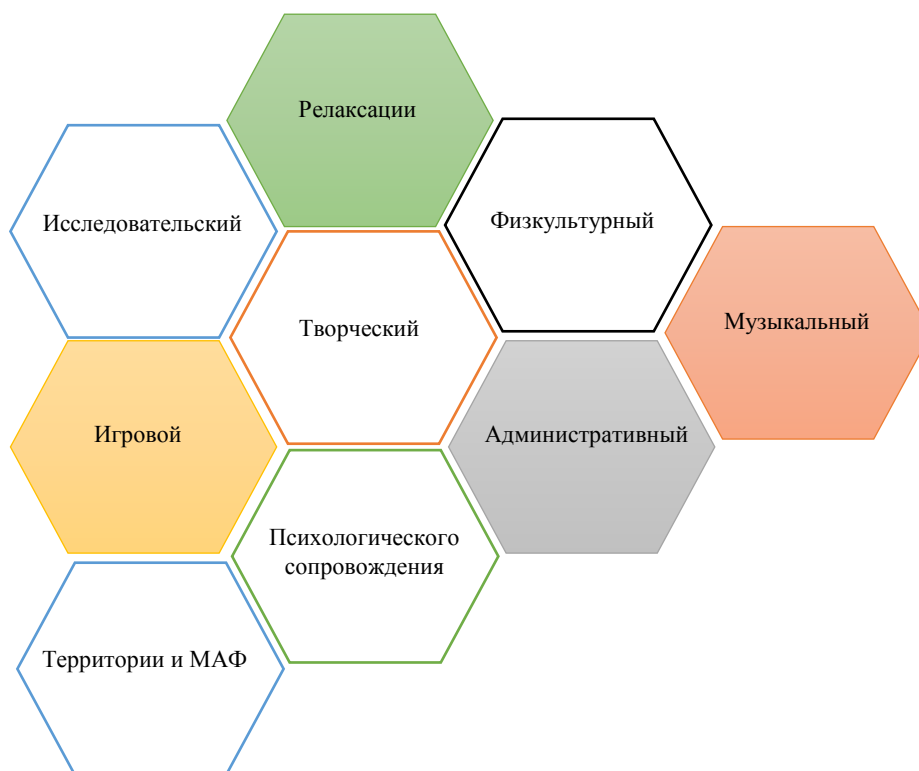 Релаксации
Исследовательский
Физкультурный
Творческий
Музыкальный
Игровой
Административный
Психологического
сопровождения
Территории и МАФ